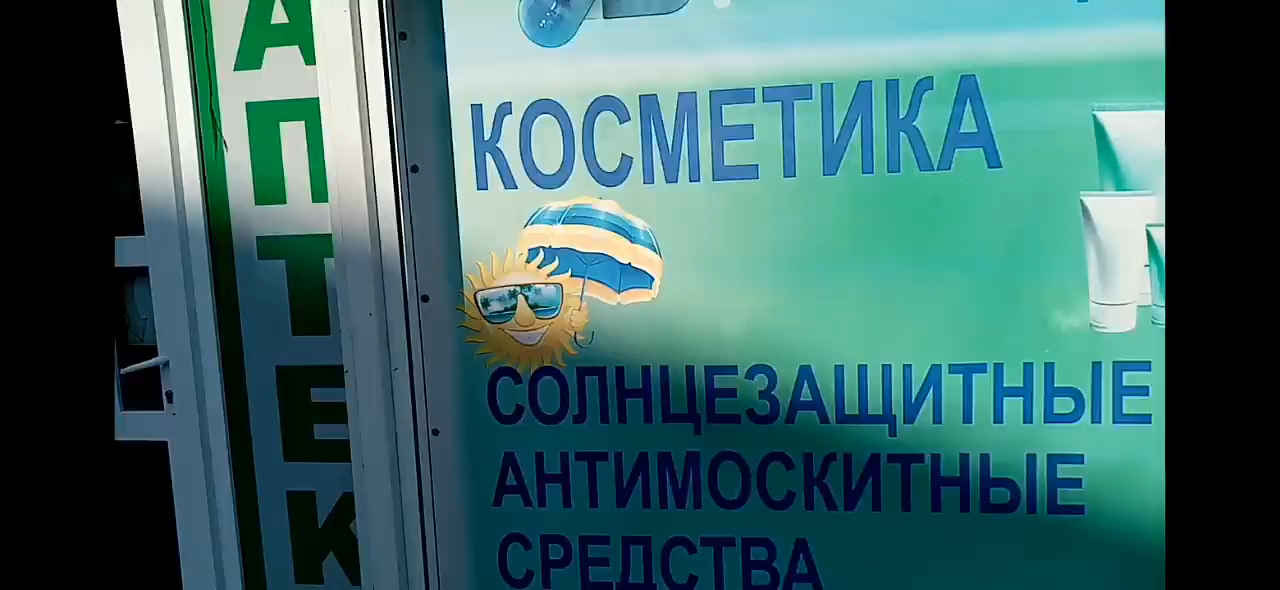 АПТЕК
КОСМЕТИКА
СОЛНЦЕЗАЩИТНЫЕ
АНТИМОСКИТНЫЕ
СРЕДСТВА